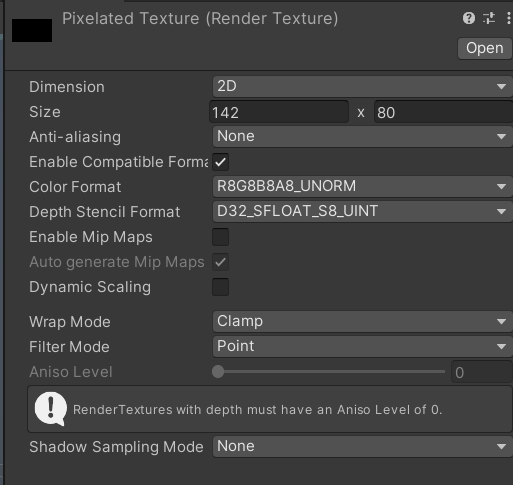 Pixelated Texture (Render Texture)
Open
Dimension 2D
Size 142 x 80
Anti-aliasing None
Enable Compatible Forma
Color Format R8G8B8A8_UNORM
Depth Stencil Format D32_SFLOAT_S8_UINT
Enable Mip Maps
Auto generate Mip Maps
Dynamic Scaling
Wrap Mode Clamp
Filter Mode Point
Aniso Level 0
RenderTextures with depth must have an Aniso Level of 0.
Shadow Sampling Mode None